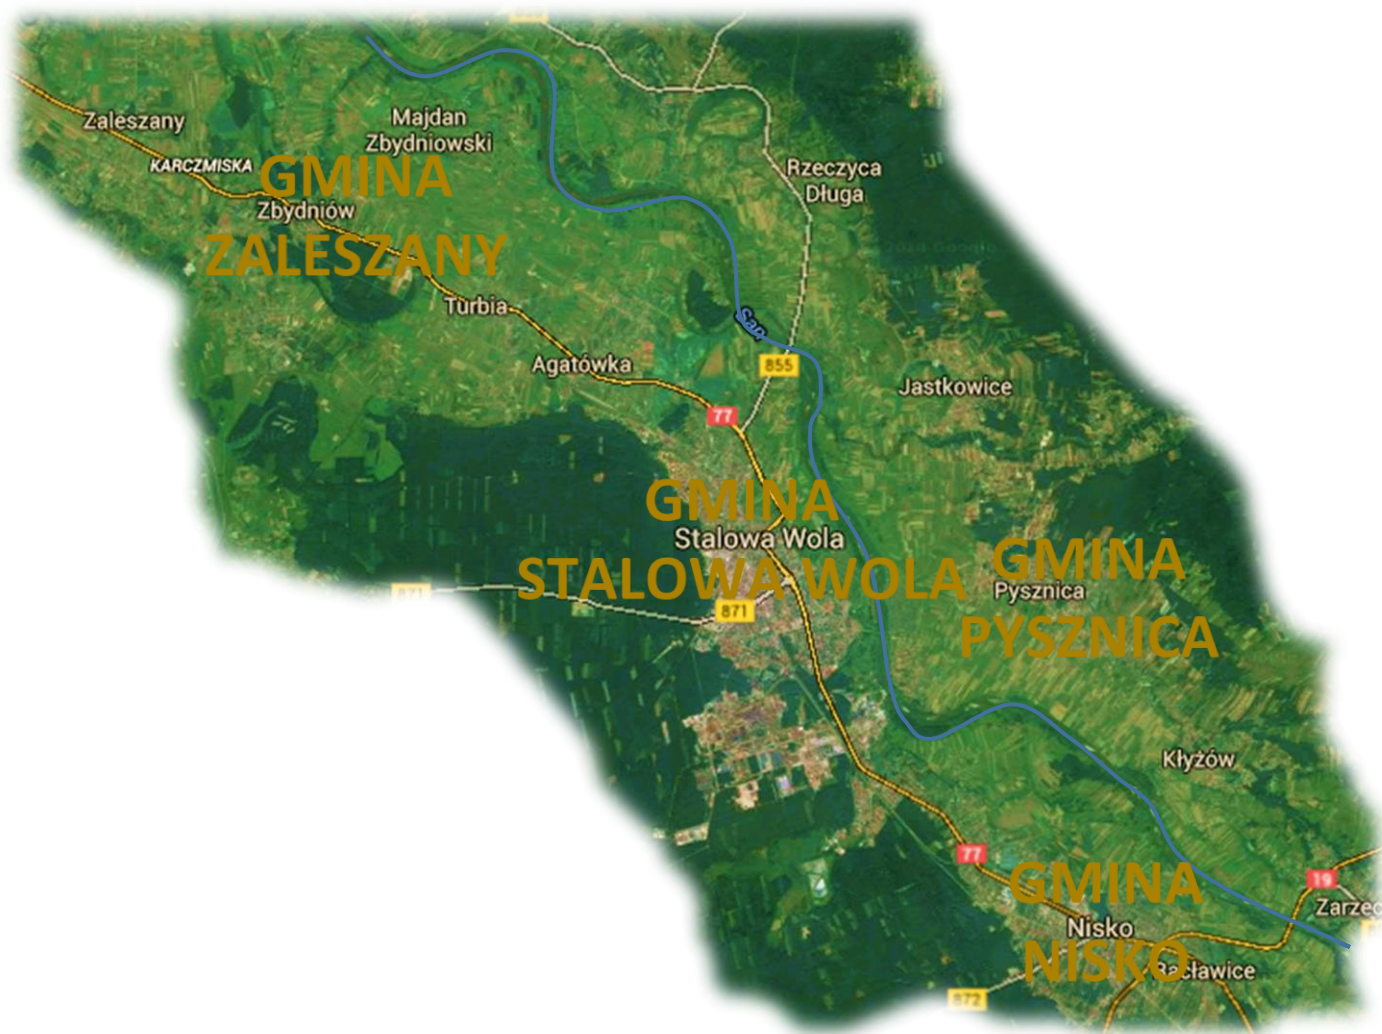 Zaleszany
Majdan
Zbydniowski
KARCZMISKA
GMINA
Zbydniów
ZALESZANY
Rzeczyca
Długa
Turbia
San
Agatówka
855
Jastkowice
77
GMINA
Stalowa Wola
STALOWA WOLA
GMINA
Pysznica
PYSZNICA
871
871
Kłyżów
77
GMINA
19
Zarzec
Nisko
NISKO
Racławice
872